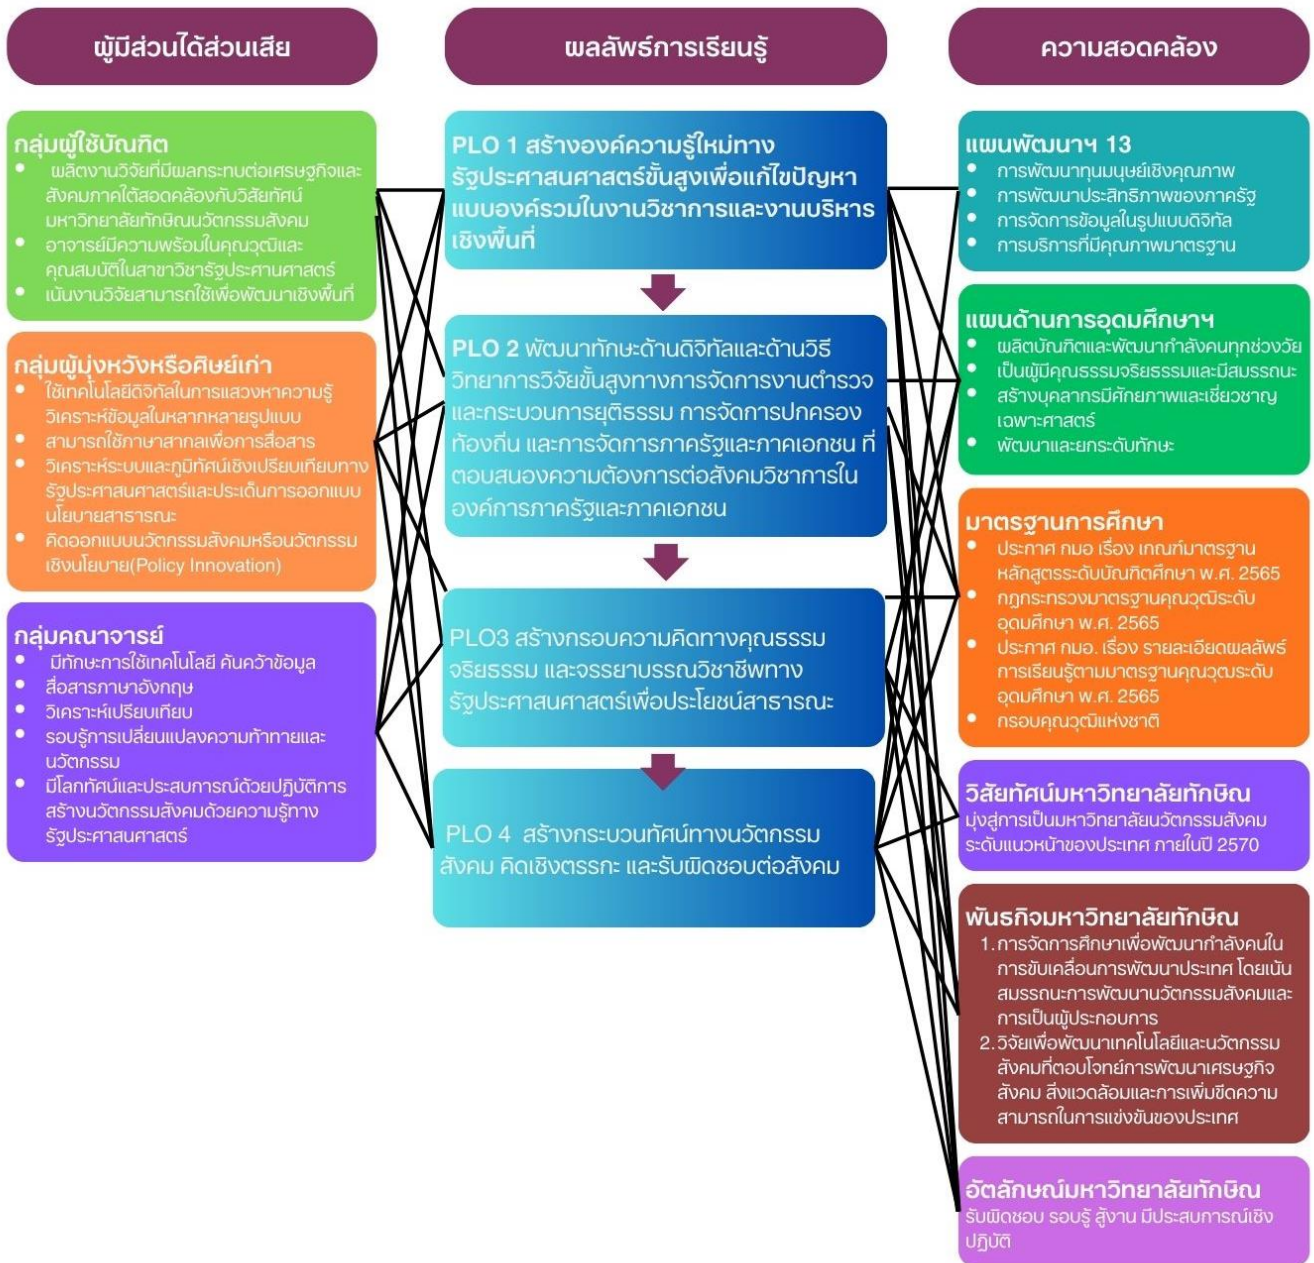 ผู้มีส่วนได้ส่วนเสีย
กลุ่มผู้ใช้บัณฑิต
• ผลิตงานวิจัยที่มีผลกระทบต่อเศรษฐกิจและ
สังคมภาคใต้สอดคล้องกับวิสัยทัศน์
มหาวิทยาลัยทักษิณนวัตกรรมสังคม
• อาจารย์มีความพร้อมในคุณวุฒิและ
คุณสมบัติในสาขาวิชารัฐประศานศาสตร์
• เน้นงานวิจัยสามารถใช้เพื่อพัฒนาเชิงพื้นที่
กลุ่มผู้มุ่งหวังหรือศิษย์เก่า
• ใช้เทคโนโลยีดิจิทัลในการแสวงหาความรู้
วิเคราะห์ข้อมูลในหลากหลายรูปแบบ
• สามารถใช้ภาษาสากลเพื่อการสื่อสาร
• วิเคราะห์ระบบและภูมิทัศน์เชิงเปรียบเทียบทาง
รัฐประศาสนศาสตร์และประเด็นการออกแบบ
นโยบายสาธารณะ
• คิดออกแบบนวัตกรรมสังคมหรือนวัตกรรม
เชิงนโยบาย(Policy Innovation)
กลุ่มคณาจารย์
• มีทักษะการใช้เทคโนโลยี ค้นคว้าข้อมูล
• สื่อสารภาษาอังกฤษ
• วิเคราะห์เปรียบเทียบ
• รอบรู้การเปลี่ยนแปลงความท้าทายและ
นวัตกรรม
• มีโลกทัศน์และประสบการณ์ด้วยปฏิบัติการ
สร้างนวัตกรรมสังคมด้วยความรู้ทาง
รัฐประศาสนศาสตร์
ผลลัพธ์การเรียนรู้
PLO 1 สร้างองค์ความรู้ใหม่ทาง
รัฐประศาสนศาสตร์ขั้นสูงเพื่อแก้ไขปัญหา
แบบองค์รวมในงานวิชาการและงานบริหาร
เชิงพื้นที่
PLO 2 พัฒนาทักษะด้านดิจิทัลและด้านวิธี
วิทยาการวิจัยขั้นสูงทางการจัดการงานตำรวจ
และกระบวนการยุติธรรม การจัดการปกครอง
ท้องถิ่น และการจัดการภาครัฐและภาคเอกชน ที่
ตอบสนองความต้องการต่อสังคมวิชาการใน
องค์การภาครัฐและภาคเอกชน
PLO3 สร้างกรอบความคิดทางคุณธรรม
จริยธรรม และจรรยาบรรณวิชาชีพทาง
รัฐประศาสนศาสตร์เพื่อประโยชน์สาธารณะ
PLO 4 สร้างกระบวนทัศน์ทางนวัตกรรม
สังคม คิดเชิงตรรกะ และรับผิดชอบต่อสังคม
ความสอดคล้อง
แผนพัฒนาฯ 13
• การพัฒนาทุนมนุษย์เชิงคุณภาพ
• การพัฒนาประสิทธิภาพของภาครัฐ
• การจัดการข้อมูลในรูปแบบดิจิทัล
• การบริการที่มีคุณภาพมาตรฐาน
แผนด้านการอุดมศึกษาฯ
• ผลิตบัณฑิตและพัฒนากำลังคนทุกช่วงวัย
• เป็นผู้มีคุณธรรมจริยธรรมและมีสมรรถนะ
• สร้างบุคลากรมีศักยภาพและเชี่ยวชาญ
เฉพาะศาสตร์
• พัฒนาและยกระดับทักษะ
มาตรฐานการศึกษา
• ประกาศ กมอ เรื่อง เกณฑ์มาตรฐาน
หลักสูตรระดับบัณฑิตศึกษา พ.ศ. 2565
• กฎกระทรวงมาตรฐานคุณวุฒิระดับ
อุดมศึกษา พ.ศ. 2565
• ประกาศ กมอ. เรื่อง รายละเอียดผลลัพธ์
การเรียนรู้ตามมาตรฐานคุณวุฒระดับ
อุดมศึกษา พ.ศ. 2565
• กรอบคุณวุฒิแห่งชาติ
วิสัยทัศน์มหาวิทยาลัยทักษิณ
มุ่งสู่การเป็นมหาวิทยาลัยนวัตกรรมสังคม
ระดับแนวหน้าของประเทศ ภายในปี 2570
พันธกิจมหาวิทยาลัยทักษิณ
1. การจัดการศึกษาเพื่อพัฒนากำลังคนใน
การขับเคลื่อนการพัฒนาประเทศ โดยเน้น
สมรรถนะการพัฒนานวัตกรรมสังคมและ
การเป็นผู้ประกอบการ
2. วิจัยเพื่อพัฒนาเทคโนโลยีและนวัตกรรม
สังคมที่ตอบโจทย์การพัฒนาเศรษฐกิจ
สังคม สิ่งแวดล้อมและการเพิ่มขีดความ
สามารถในการแข่งขันของประเทศ
อัตลักษณ์มหาวิทยาลัยทักษิณ
รับผิดชอบ รอบรู้ สู้งาน มีประสบการณ์เชิง
ปฏิบัติ